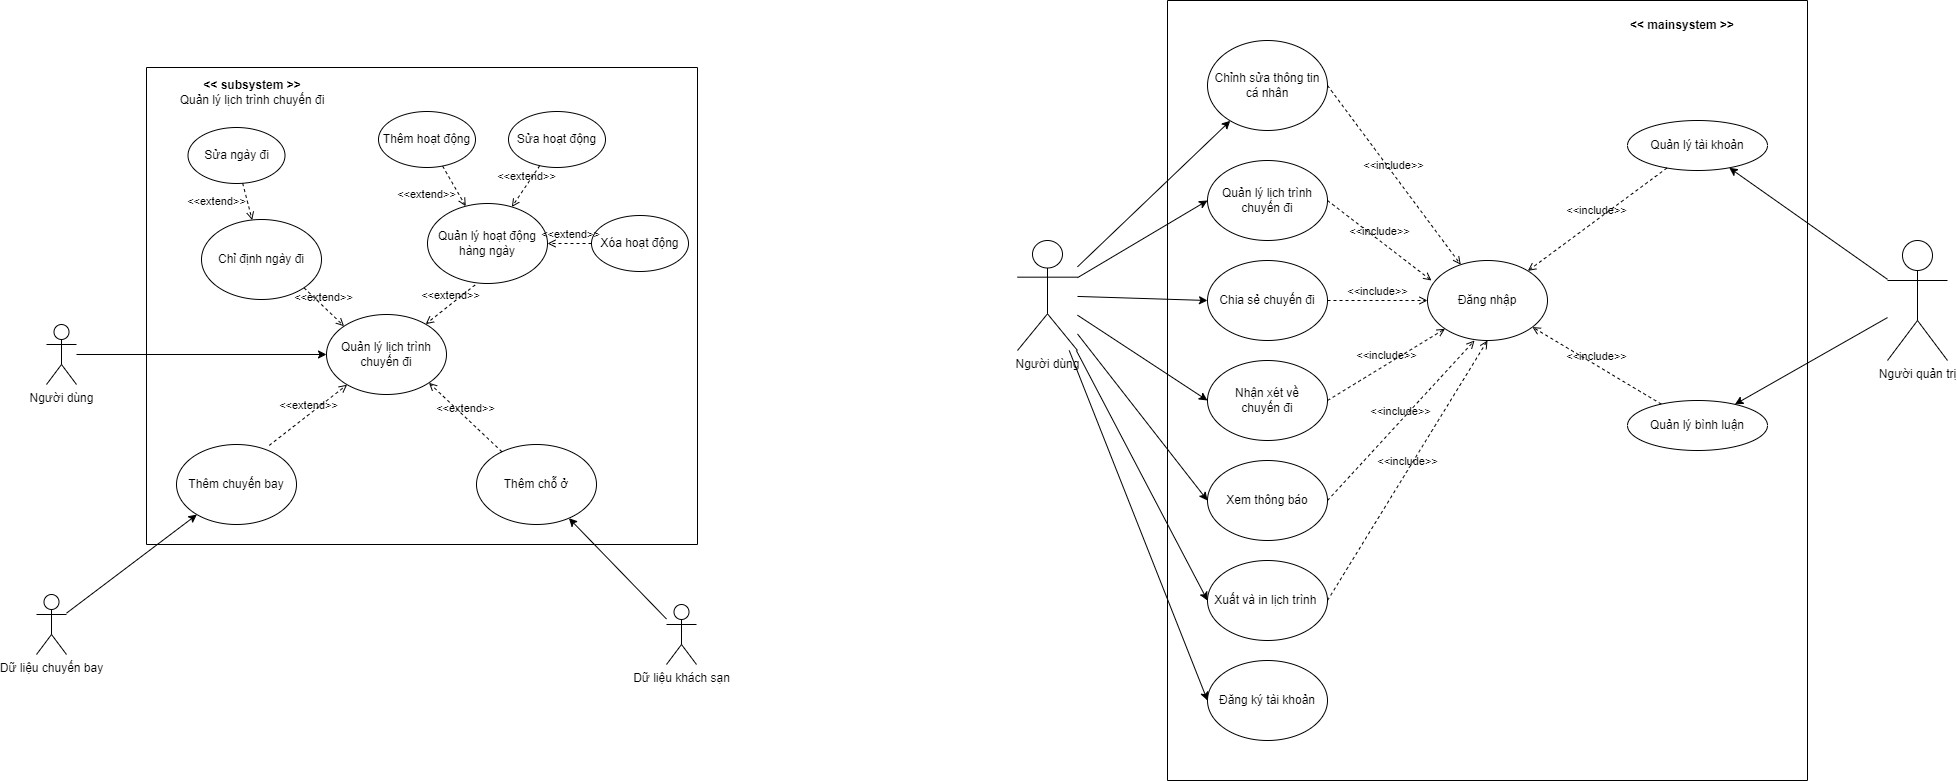 << subsystem >>
Quản lý lịch trình chuyến đi
Sửa ngày đi
Thêm hoạt động
Sửa hoạt động
<<extend>>
<<extend>>
<<extend>>
Chỉ định ngày đi
Quản lý hoạt động
hàng ngày
<<extend>>
Xóa hoạt động
<<extend>>
<<extend>>
Quản lý lịch trình
chuyến đi
Người dùng
<<extend>>
<<extend>>
Thêm chuyến bay
Thêm chỗ ở
Dữ liệu chuyến bay
Dữ liệu khách sạn
<< mainsystem >>
Chỉnh sửa thông tin
cá nhân
<<include>>
Quản lý tài khoản
Quản lý lịch trình
chuyến đi
<<include>>
<<include>>
Chia sẻ chuyến đi
<<include>>
Đăng nhập
Người dùng
<<include>>
<<include>>
Người quản trị
Nhận xét về
chuyến đi
<<include>>
Quản lý bình luận
<<include>>
Xem thông báo
Xuất và in lịch trình
Đăng ký tài khoản